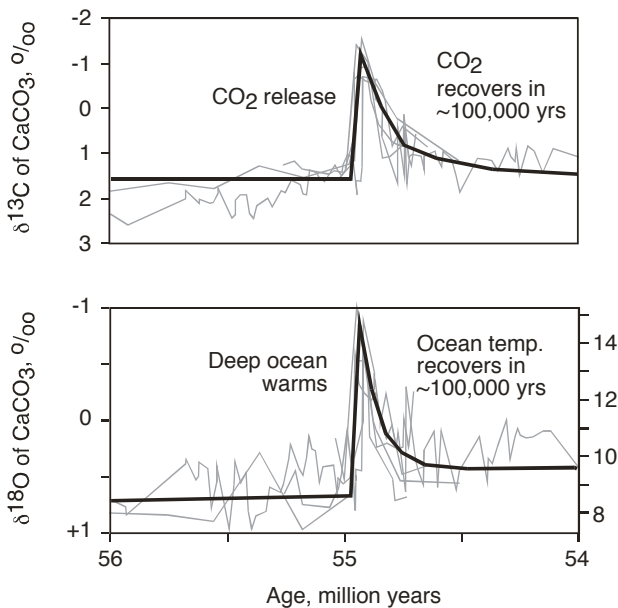 -2
-1
0
1
2
3
δ13C of CaCO3, o/oo
CO2 release
CO2
recovers in
~100,000 yrs
-1
0
+1
δ18O of CaCO3, o/oo
Deep ocean
warms
Ocean temp.
recovers in
~100,000 yrs
14
12
10
8
56
55
54
Age, million years